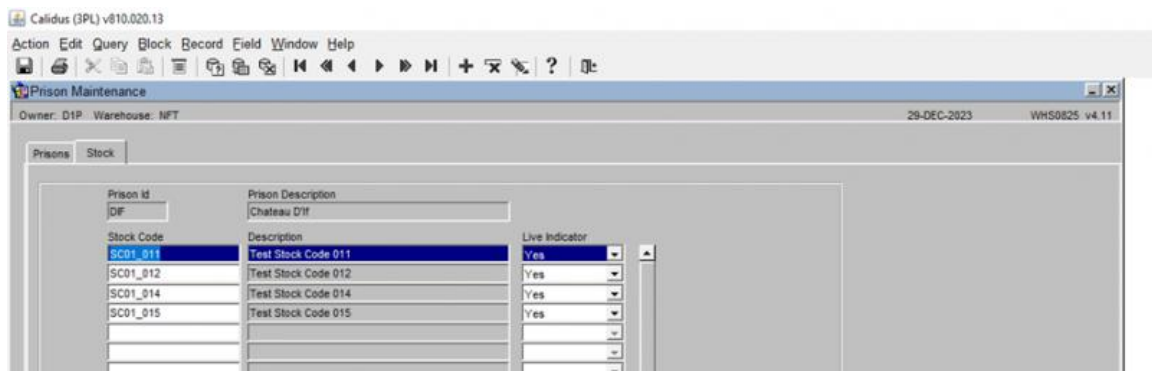 Calidus (3PL) v810.020.13
Action Edit Query Block Record Field Window Help
Prison Maintenance
Owner: D1P Warehouse: NFT 29-DEC-2023 WHS0825 v4.11
Prisons Stock
Prison Id Prison Description
DIF Chateau D'If
Stock Code Description Live Indicator
SC01_011 Test Stock Code 011 Yes
SC01_012 Test Stock Code 012 Yes
SC01_014 Test Stock Code 014 Yes
SC01_015 Test Stock Code 015 Yes